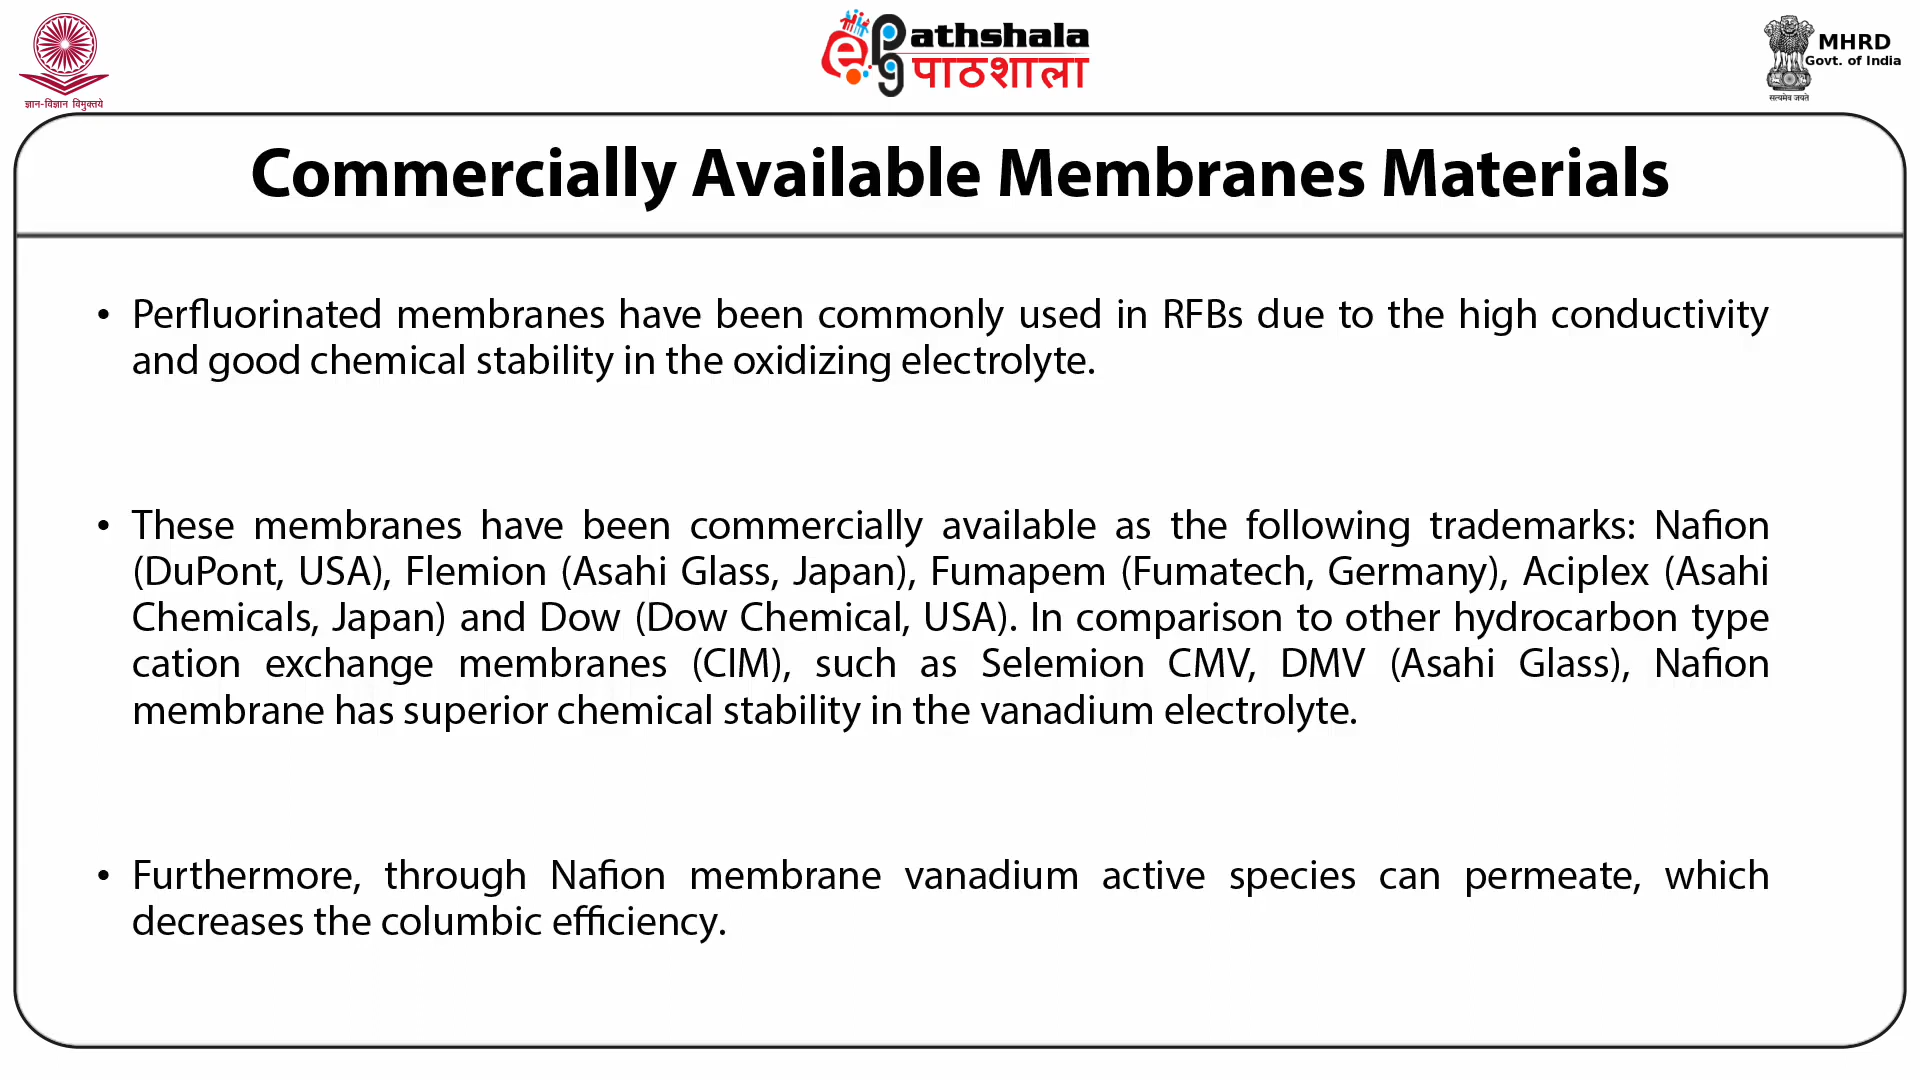 ज्ञान-विज्ञान विमुक्तये
e Pathshala
पाठशाला
MHRD
Govt. of India
सत्यमेव जयते
Commercially Available Membranes Materials
• Perfluorinated membranes have been commonly used in RFBs due to the high conductivity
and good chemical stability in the oxidizing electrolyte.
• These membranes have been commercially available as the following trademarks: Nafion
(DuPont, USA), Flemion (Asahi Glass, Japan), Fumapem (Fumatech, Germany), Aciplex (Asahi
Chemicals, Japan) and Dow (Dow Chemical, USA). In comparison to other hydrocarbon type
cation exchange membranes (CIM), such as Selemion CMV, DMV (Asahi Glass), Nafion
membrane has superior chemical stability in the vanadium electrolyte.
• Furthermore, through Nafion membrane vanadium active species can permeate, which
decreases the columbic efficiency.